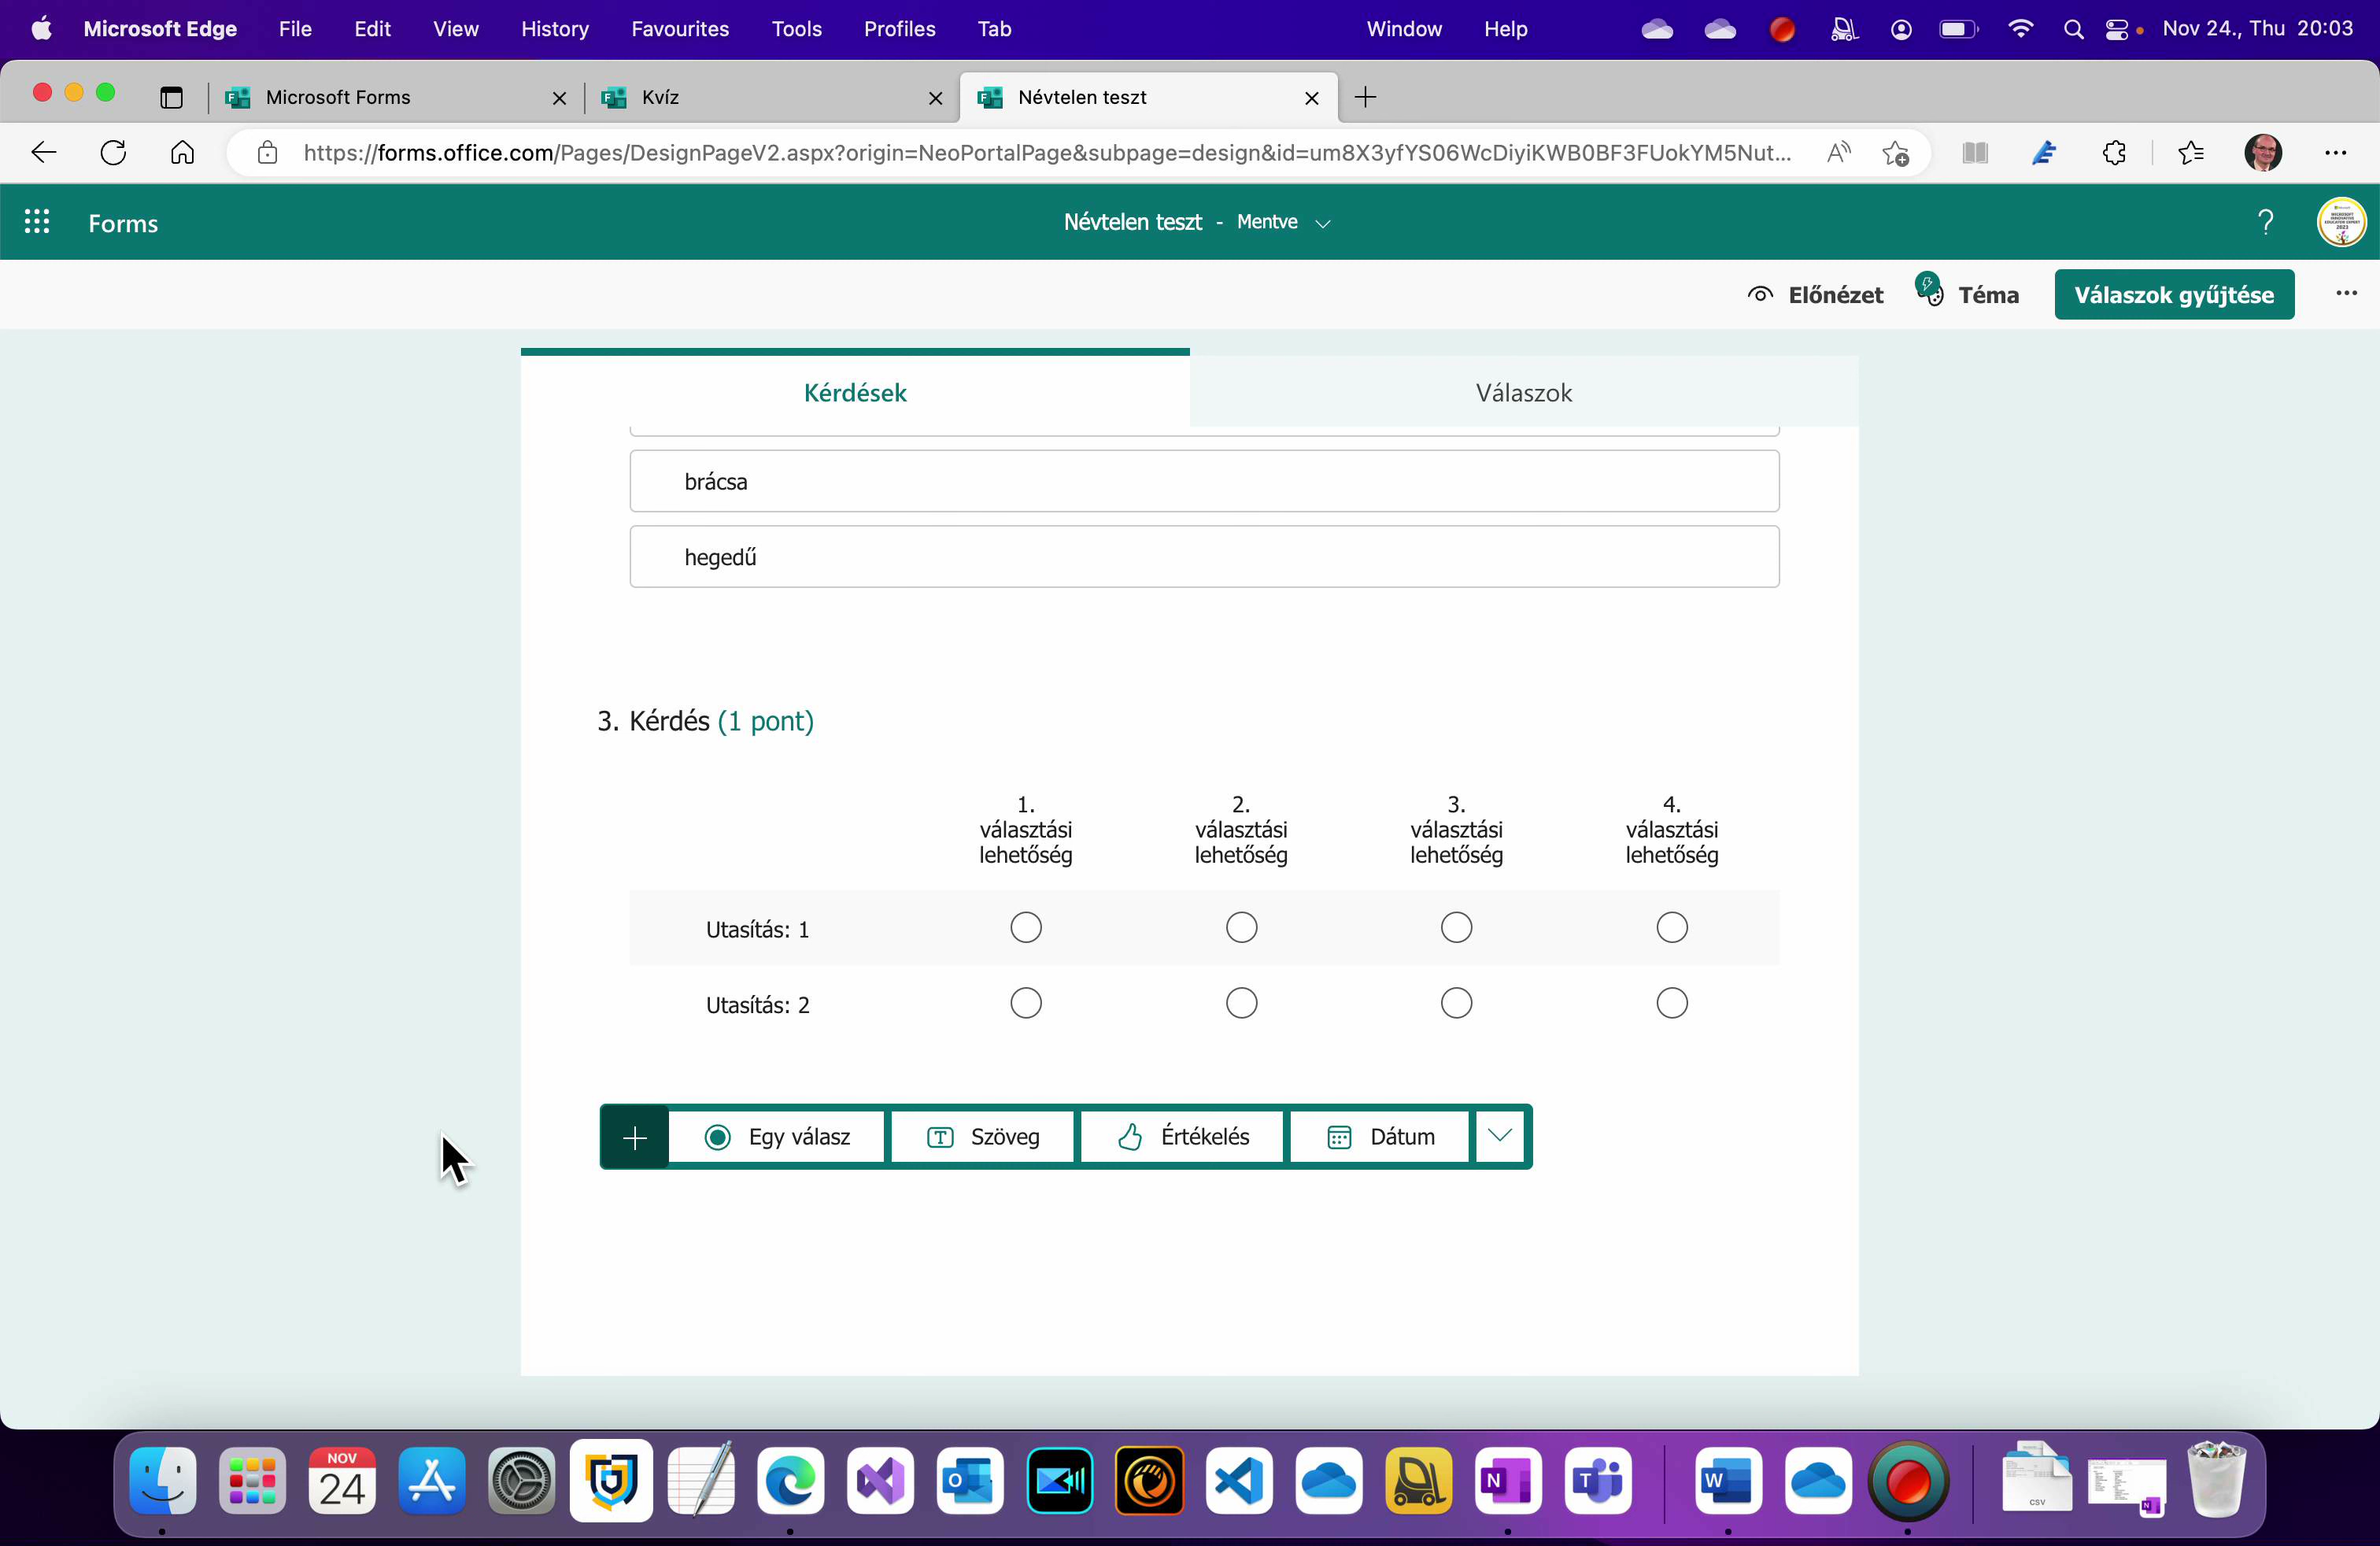 Microsoft Edge File Edit View History Favourites Tools Profiles Tab Window Help Nov 24., Thu 20:03
Microsoft Forms Kvíz Névtelen teszt
https://forms.office.com/Pages/DesignPageV2.aspx?origin=NeoPortalPage&subpage=design&id=um8X3yfYS06WcDiyiKWB0BF3FUokYM5Nut...
Forms Névtelen teszt - Mentve ?
Előnézet Téma Válaszok gyűjtése
Kérdések Válaszok
brácsa
hegedű
3. Kérdés (1 pont)
1. választási lehetőség
2. választási lehetőség
3. választási lehetőség
4. választási lehetőség
Utasítás: 1
Utasítás: 2
Egy válasz Szöveg Értékelés Dátum
NOV
24
CSV